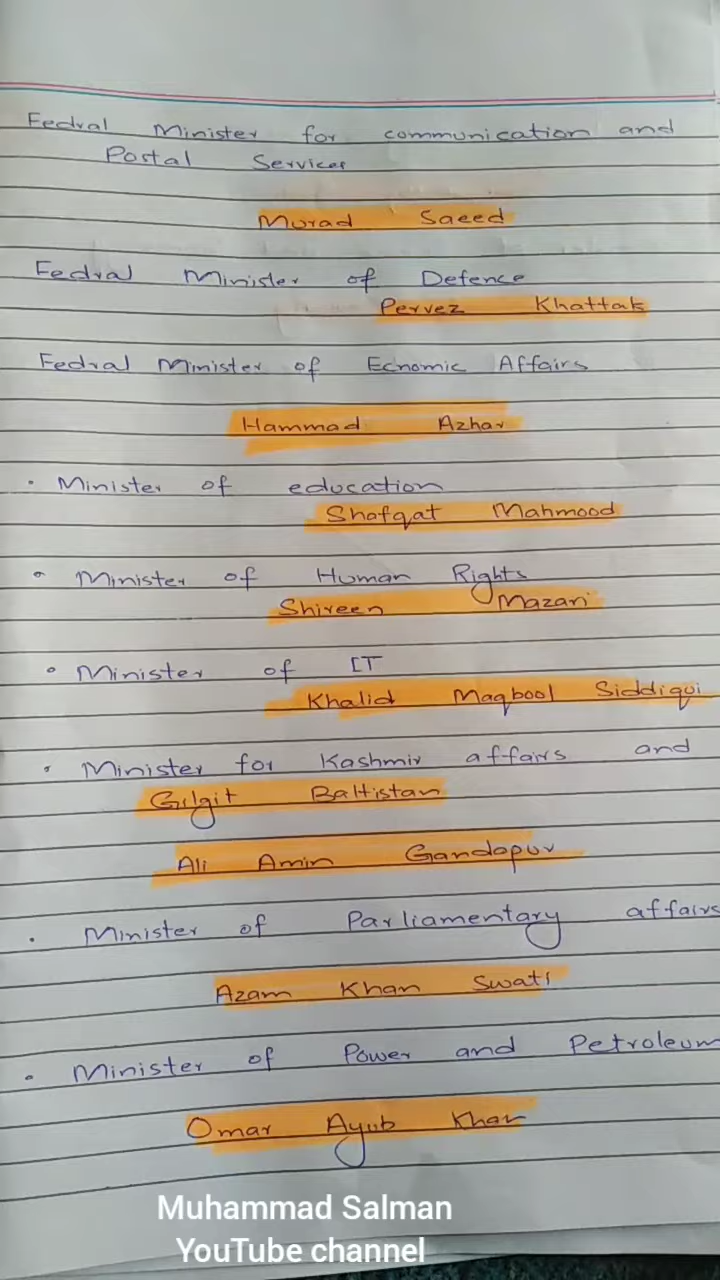 Fedral Minister for communication and
Postal Services
Murad Saeed
Fedral Minister of Defence
Pervez Khattak
Fedral Minister of Ecnomic Affairs
Hammad Azhar
• Minister of education
Shafqat Mahmood
• Minister of Human Rights
Shireen Mazari
• Minister of IT
Khalid Maqbool Siddiqui
• Minister for Kashmir affairs and
Gilgit Baltistan
Ali Amin Gandapur
• Minister of Parliamentary affairs
Azam Khan Swati
• Minister of Power and Petroleum
Omar Ayub Khan
Muhammad Salman
YouTube channel